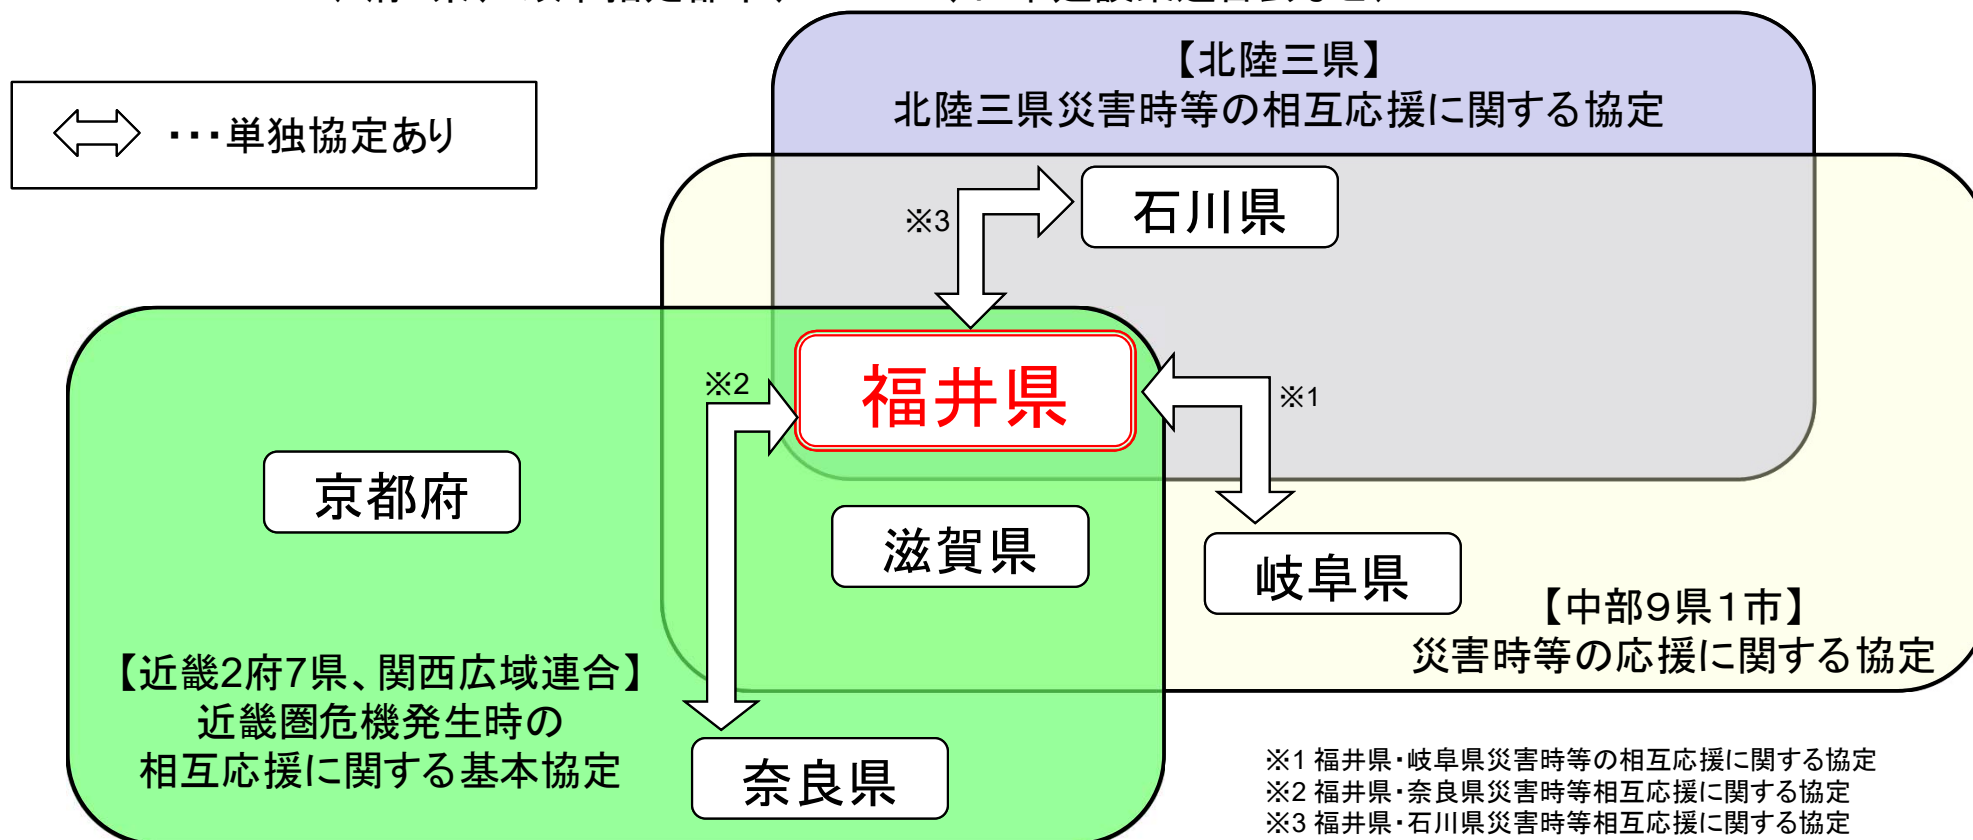 【北陸三県】
北陸三県災害時等の相互応援に関する協定
・・・単独協定あり
石川県
※3
福井県
※2
※1
京都府
滋賀県
岐阜県
【中部9県1市】
災害時等の応援に関する協定
【近畿2府7県、関西広域連合】
近畿圏危機発生時の
相互応援に関する基本協定
奈良県
※1 福井県・岐阜県災害時等の相互応援に関する協定
※2 福井県・奈良県災害時等相互応援に関する協定
※3 福井県・石川県災害時等相互応援に関する協定